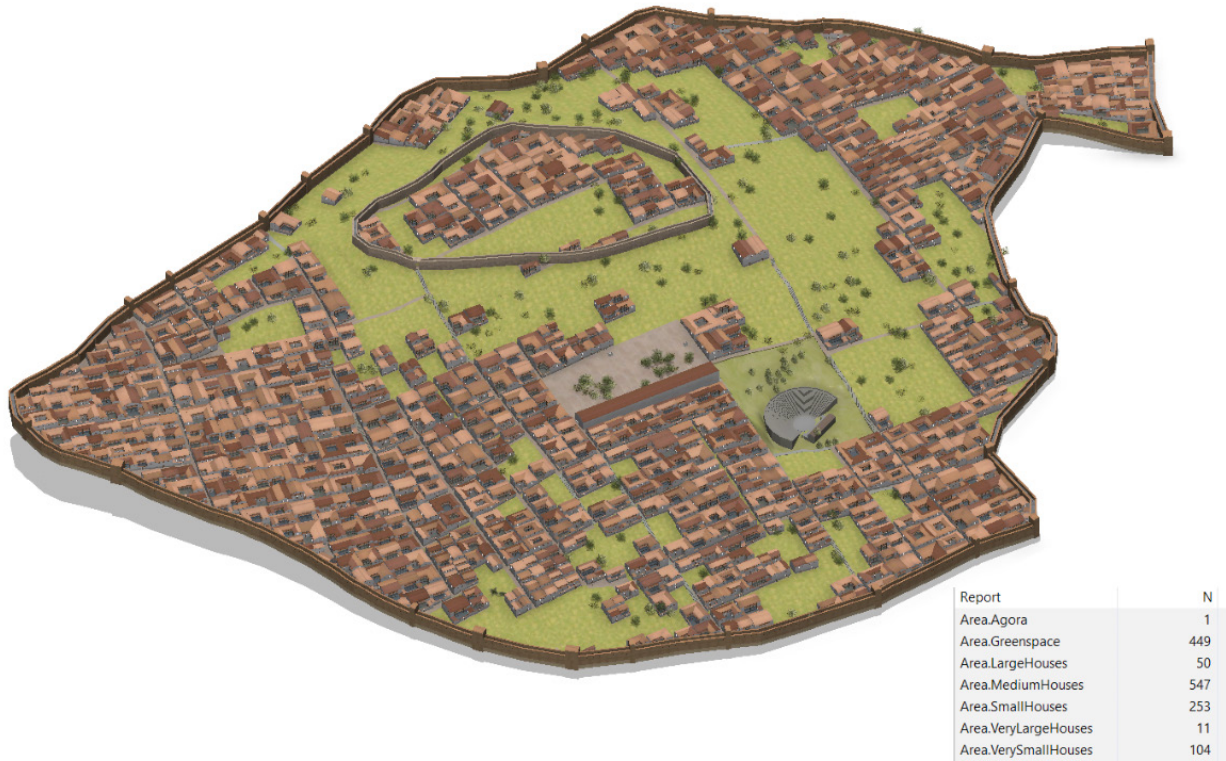 Report N
Area.Agora 1
Area.Greenspace 449
Area.LargeHouses 50
Area.MediumHouses 547
Area.SmallHouses 253
Area.VeryLargeHouses 11
Area.VerySmallHouses 104